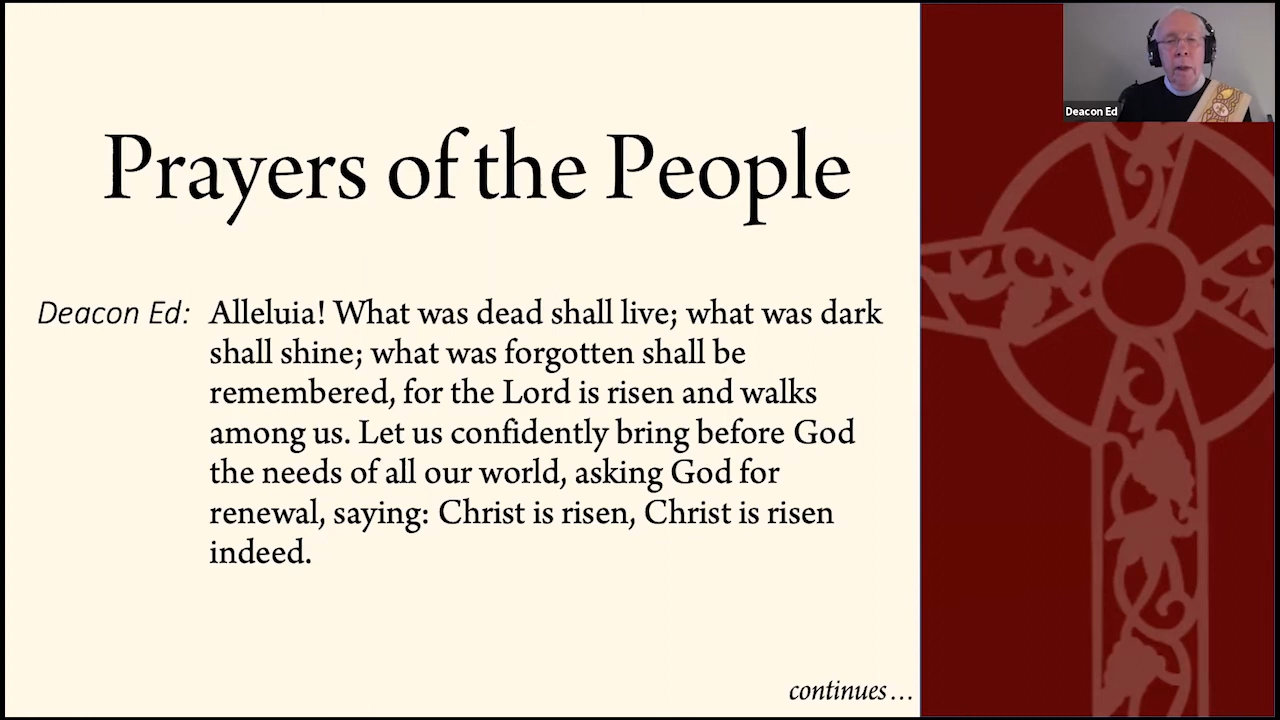 Deacon Ed
Prayers of the People
Deacon Ed: Alleluia! What was dead shall live; what was dark
shall shine; what was forgotten shall be
remembered, for the Lord is risen and walks
among us. Let us confidently bring before God
the needs of all our world, asking God for
renewal, saying: Christ is risen, Christ is risen
indeed.
continues…